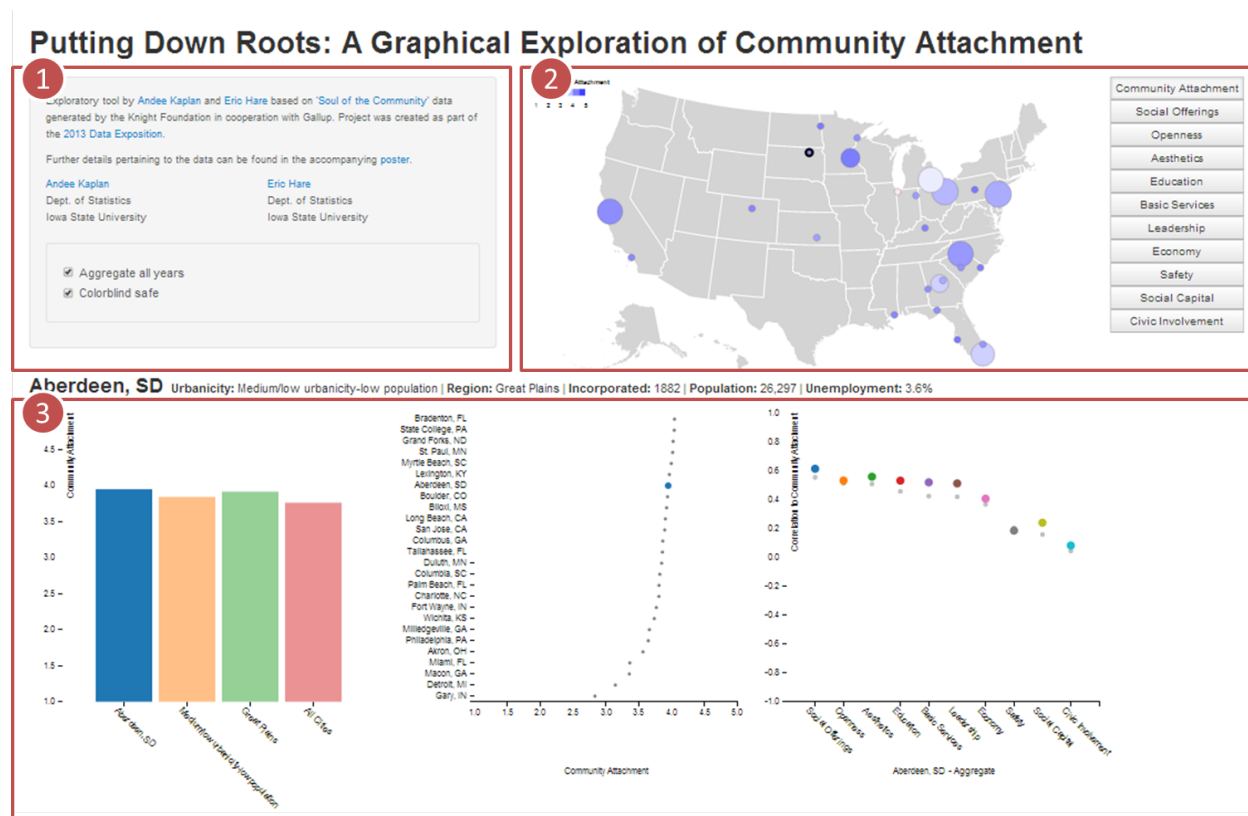 Putting Down Roots: A Graphical Exploration of Community Attachment
1
Exploratory tool by Andee Kaplan and Eric Hare based on 'Soul of the Community' data
generated by the Knight Foundation in cooperation with Gallup. Project was created as part of
the 2013 Data Exposition.
Further details pertaining to the data can be found in the accompanying poster.
Andee Kaplan
Dept. of Statistics
Iowa State University
Eric Hare
Dept. of Statistics
Iowa State University
Aggregate all years
Colorblind safe
2
Attachment
1 2 3 4 5
Community Attachment
Social Offerings
Openness
Aesthetics
Education
Basic Services
Leadership
Economy
Safety
Social Capital
Civic Involvement
Aberdeen, SD Urbanicity: Medium/low urbanicity-low population | Region: Great Plains | Incorporated: 1882 | Population: 26,297 | Unemployment: 3.6%
3
Community Attachment
4.5
4.0
3.5
3.0
2.5
2.0
1.5
1.0
Aberdeen, SD
Medium/low urbanicity-low population
Great Plains
All Cities
Bradenton, FL
State College, PA
Grand Forks, ND
St. Paul, MN
Myrtle Beach, SC
Lexington, KY
Aberdeen, SD
Boulder, CO
Biloxi, MS
Long Beach, CA
San Jose, CA
Columbus, GA
Tallahassee, FL
Duluth, MN
Columbia, SC
Palm Beach, FL
Charlotte, NC
Fort Wayne, IN
Wichita, KS
Milledgeville, GA
Philadelphia, PA
Akron, OH
Miami, FL
Macon, GA
Detroit, MI
Gary, IN
1.0 1.5 2.0 2.5 3.0 3.5 4.0 4.5 5.0
Community Attachment
Correlation to Community Attachment
1.0
0.8
0.6
0.4
0.2
0.0
-0.2
-0.4
-0.6
-0.8
-1.0
Social Offerings
Openness
Aesthetics
Education
Basic Services
Leadership
Economy
Safety
Social Capital
Civic Involvement
Aberdeen, SD - Aggregate